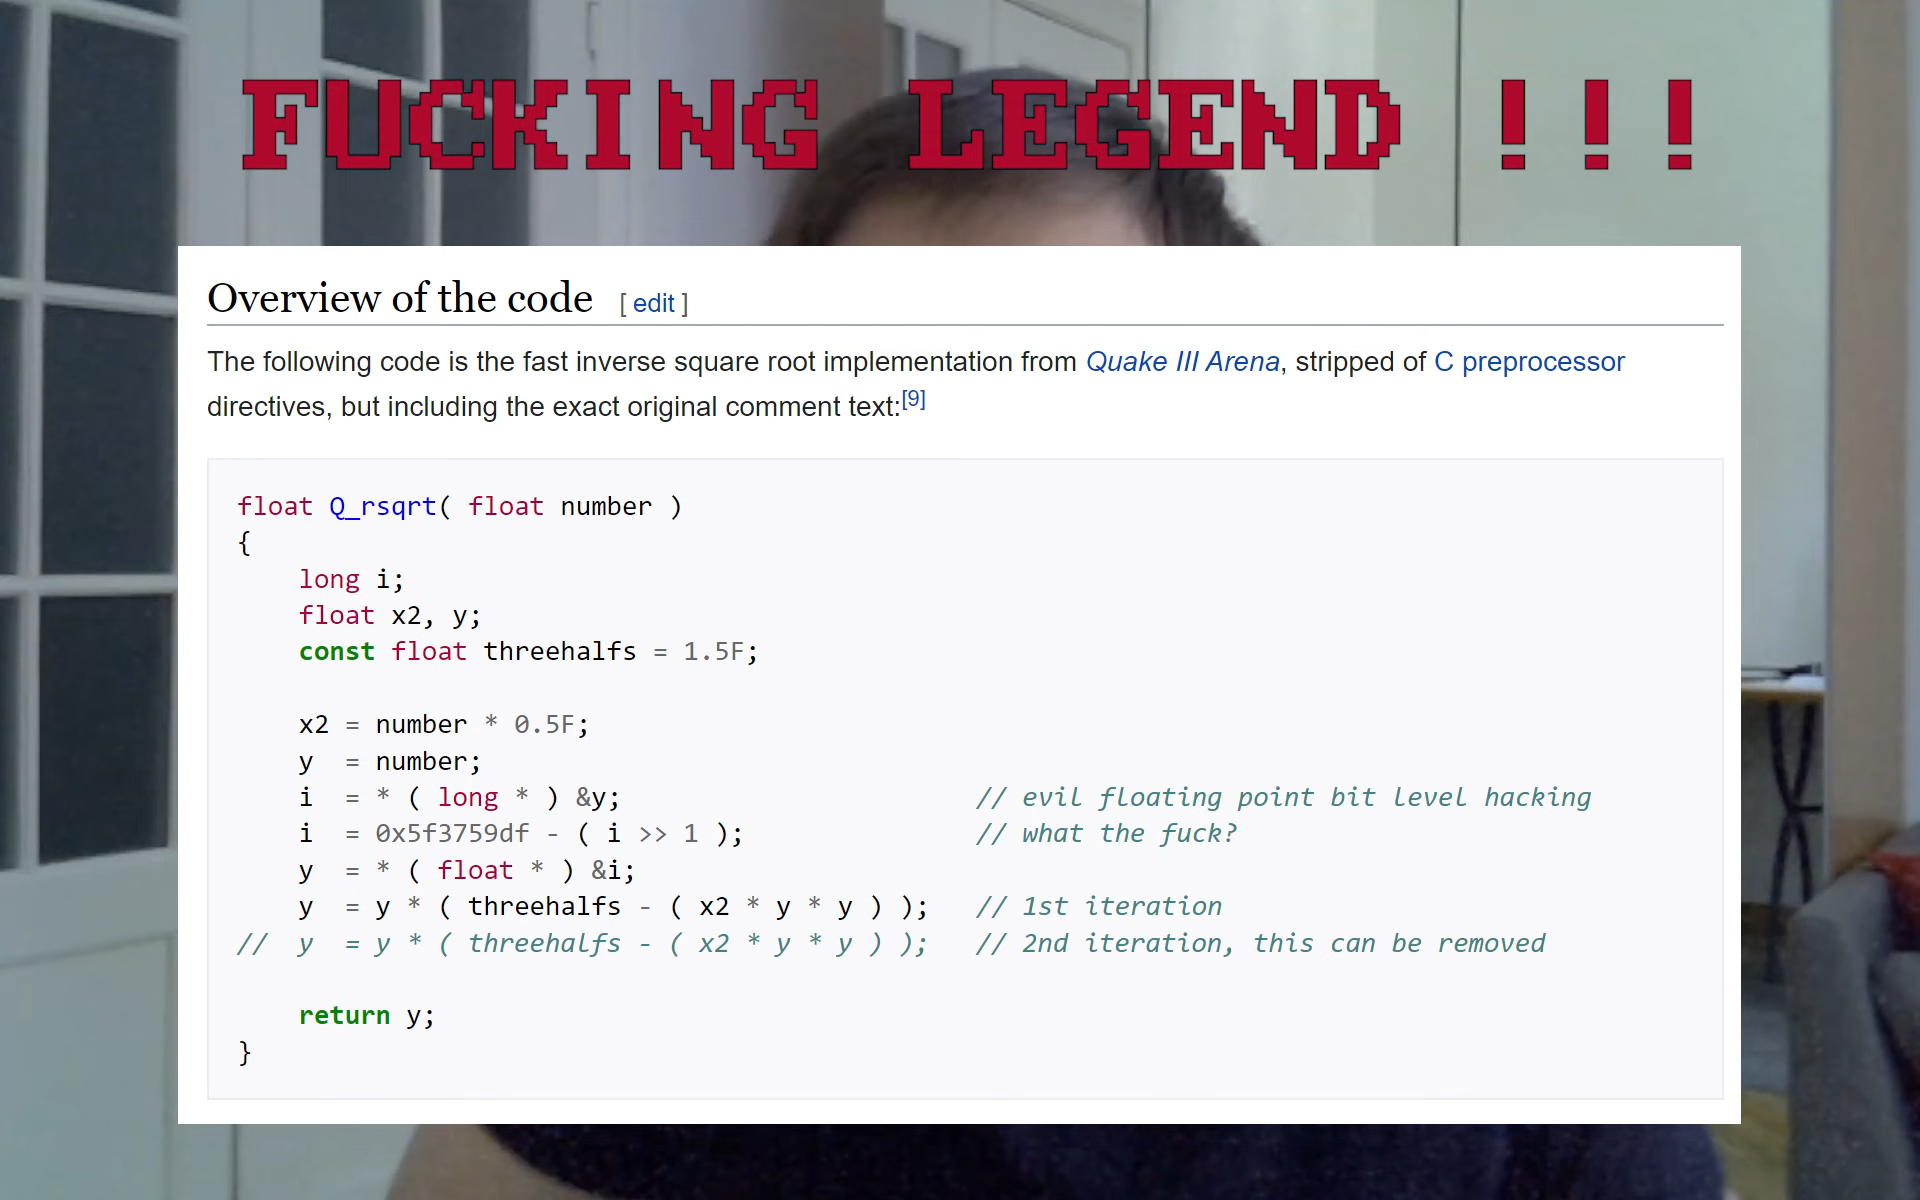 FUCKING LEGEND !!!
Overview of the code [ edit ]
The following code is the fast inverse square root implementation from Quake III Arena, stripped of C preprocessor
directives, but including the exact original comment text:[9]
float Q_rsqrt( float number )
{
    long i;
    float x2, y;
    const float threehalfs = 1.5F;

    x2 = number * 0.5F;
    y  = number;
    i  = * ( long * ) &y;                       // evil floating point bit level hacking
    i  = 0x5f3759df - ( i >> 1 );               // what the fuck?
    y  = * ( float * ) &i;
    y  = y * ( threehalfs - ( x2 * y * y ) );   // 1st iteration
//  y  = y * ( threehalfs - ( x2 * y * y ) );   // 2nd iteration, this can be removed

    return y;
}